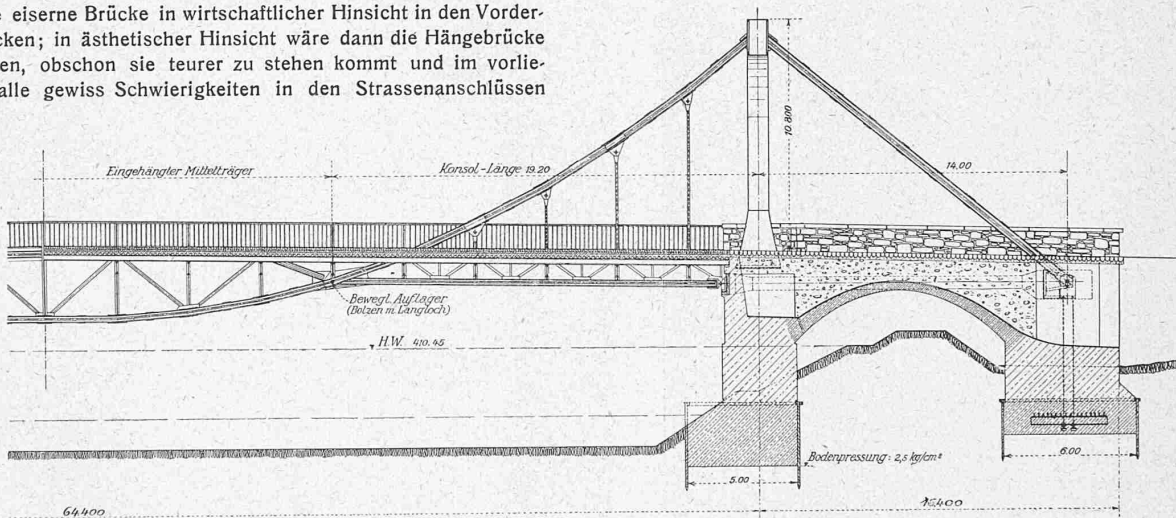 eiserne Brücke in wirtschaftlicher Hinsicht in den Vorder-
cken; in ästhetischer Hinsicht wäre dann die Hängebrücke
en, obschon sie teurer zu stehen kommt und im vorlie-
alle gewiss Schwierigkeiten in den Strassenanschlüssen
Eingehängter Mittelträger
Konsol-Länge 19.20
10.800
14.00
Bewegl. Auflager
(Bolzen m. Langloch)
H.W. 410.45
Bodenpressung: 2,5 kg/cm²
5.00
6.00
64.400